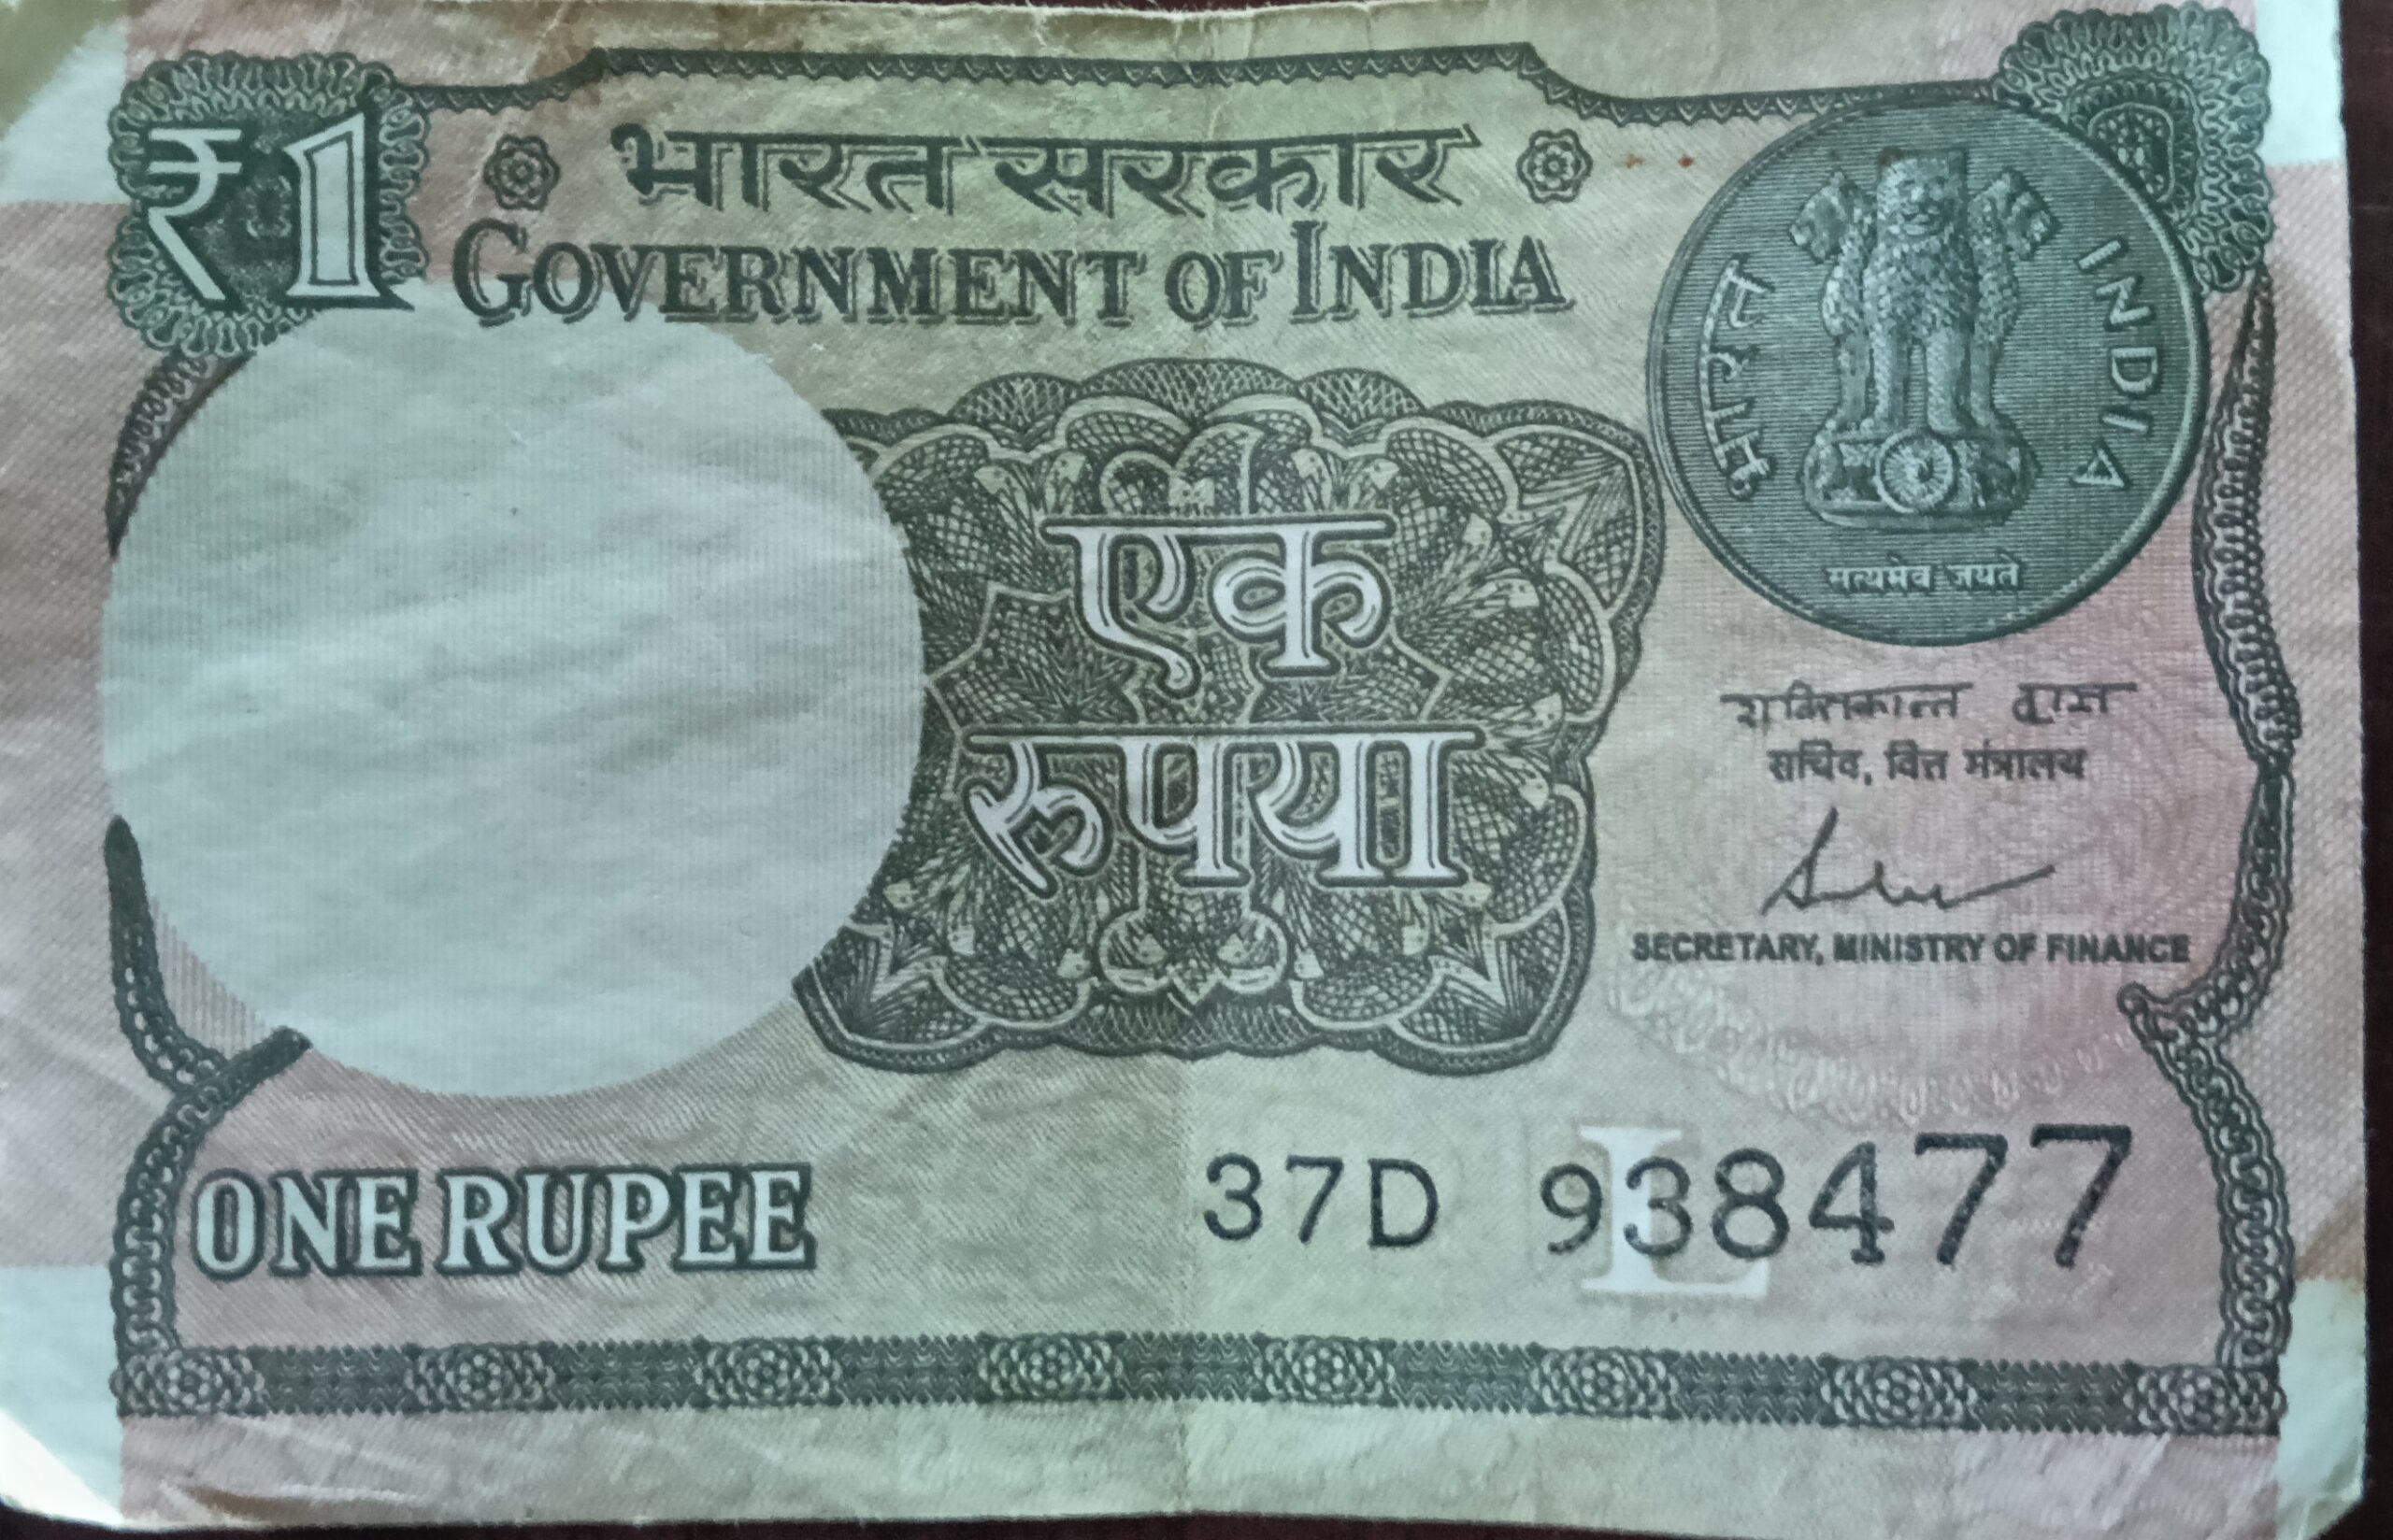 ₹1
भारत सरकार
GOVERNMENT OF INDIA
भारत
INDIA
सत्यमेव जयते
एक
रूपया
शक्तिकान्त दास
सचिव, वित्त मंत्रालय
SECRETARY, MINISTRY OF FINANCE
ONE RUPEE
37D 938477
L